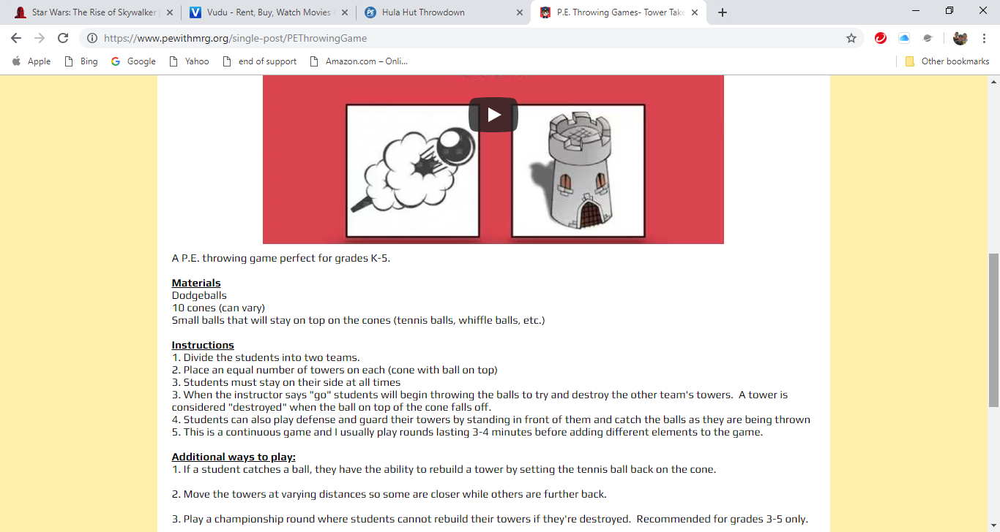 Star Wars: The Rise of Skywalker
Vudu - Rent, Buy, Watch Movies
Hula Hut Throwdown
P.E. Throwing Games- Tower Take
https://www.pewithmrg.org/single-post/PEThrowingGame
Apple
Bing
Google
Yahoo
end of support
Amazon.com – Onli...
Other bookmarks
A P.E. throwing game perfect for grades K-5.
Materials
Dodgeballs
10 cones (can vary)
Small balls that will stay on top on the cones (tennis balls, whiffle balls, etc.)
Instructions
1. Divide the students into two teams.
2. Place an equal number of towers on each (cone with ball on top)
3. Students must stay on their side at all times
3. When the instructor says "go" students will begin throwing the balls to try and destroy the other team's towers.  A tower is
considered "destroyed" when the ball on top of the cone falls off.
4. Students can also play defense and guard their towers by standing in front of them and catch the balls as they are being thrown
5. This is a continuous game and I usually play rounds lasting 3-4 minutes before adding different elements to the game.
Additional ways to play:
1. If a student catches a ball, they have the ability to rebuild a tower by setting the tennis ball back on the cone.
2. Move the towers at varying distances so some are closer while others are further back.
3. Play a championship round where students cannot rebuild their towers if they're destroyed.  Recommended for grades 3-5 only.